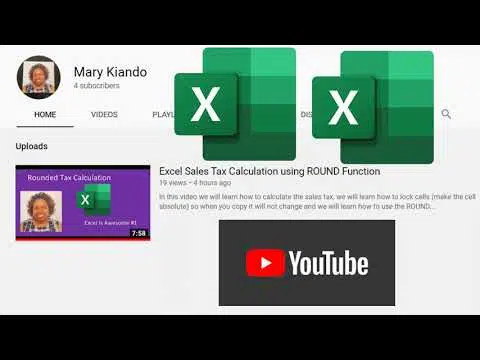 Mary Kiando
4 subscribers
HOME
VIDEOS
X
X
Uploads
Rounded Tax Calculation
Excel Is Awesome #1
7:58
Excel Sales Tax Calculation using ROUND Function
19 views • 4 hours ago
In this video we will learn how to calculate the sales tax, we will learn how to lock cells (make the cell
absolute) so when you copy it will not change and we will learn how to use the ROUND...
YouTube